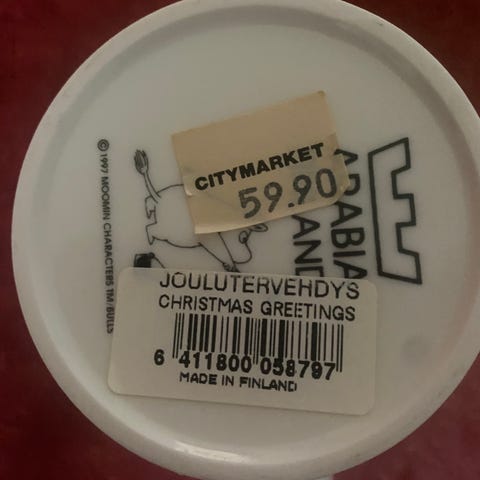 CITYMARKET
59.90
ARABIA
© 1997 MOOMIN CHARACTERS TM/BULLS
JOULUTERVEHDYS
CHRISTMAS GREETINGS
6 411800 058797
MADE IN FINLAND